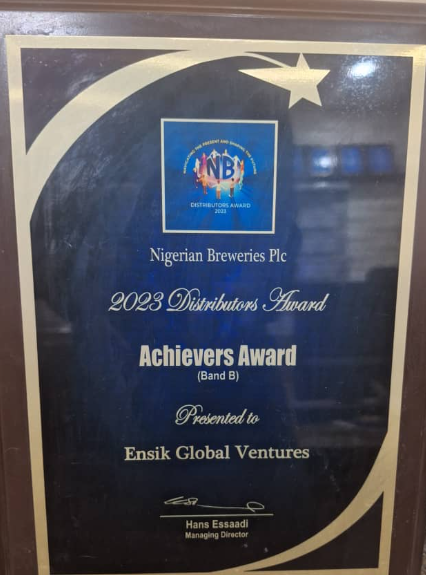 NB
DISTRIBUTORS AWARD
2023
Nigerian Breweries Plc
2023 Distributors Award
Achievers Award
(Band B)
Presented to
Ensik Global Ventures
Hans Essaadi
Managing Director